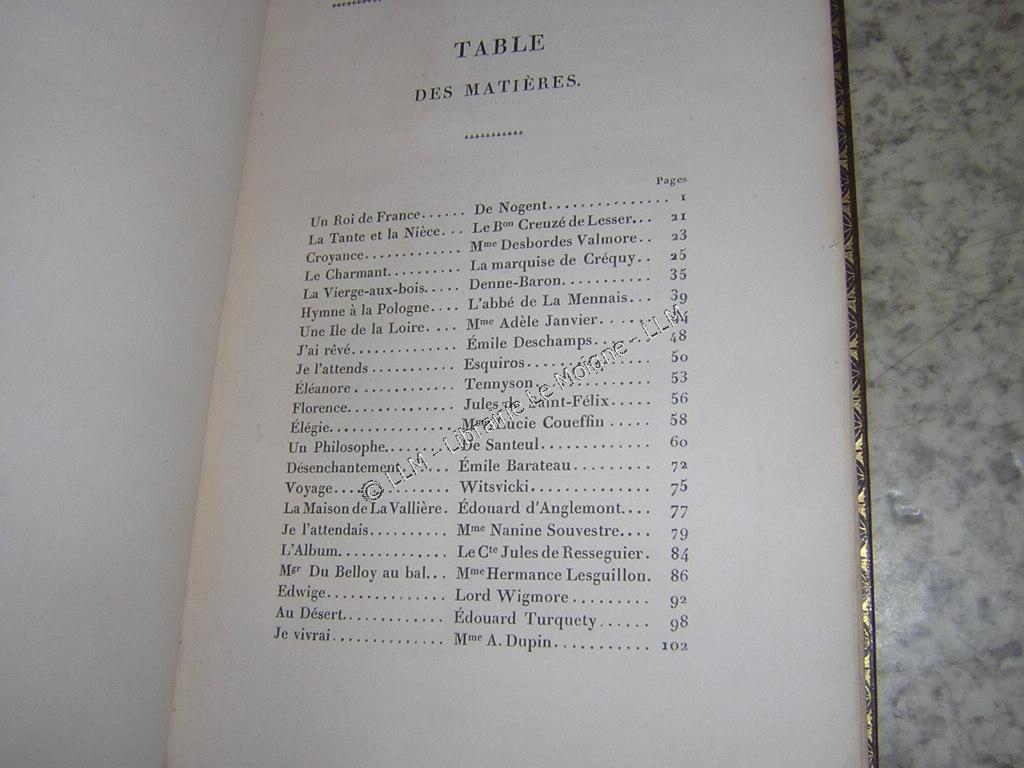 TABLE
DES MATIÈRES.
Pages
Un Roi de France...... De Nogent............... 1
La Tante et la Nièce... Le Bon Creuzé de Lesser... 21
Croyance............. Mme Desbordes Valmore.. 23
Le Charmant.......... La marquise de Créquy.. 25
La Vierge-aux-bois..... Denne-Baron.......... 35
Hymne à la Pologne.... L'abbé de La Mennais... 39
Une Ile de la Loire.... Mme Adèle Janvier...... 44
J'ai rêvé............. Émile Deschamps....... 48
Je l'attends ........... Esquiros............. 50
Éléanore ............. Tennyson............ 53
Florence............. Jules de Saint-Félix..... 56
Élégie............... Mme Lucie Coueffin ..... 58
Un Philosophe........ De Santeul........... 60
Désenchantement...... Émile Barateau......... 72
Voyage............... Witsvicki............. 75
La Maison de La Vallière. Édouard d'Anglemont.... 77
Je l'attendais.......... Mme Nanine Souvestre.... 79
L'Album............. Le Cte Jules de Resseguier. 84
Mgr Du Belloy au bal... Mme Hermance Lesguillon. 86
Edwige............... Lord Wigmore......... 92
Au Désert............. Édouard Turquety...... 98
Je vivrai.............. Mme A. Dupin........... 102
© LLM - Librairie Le Moigne - LLM